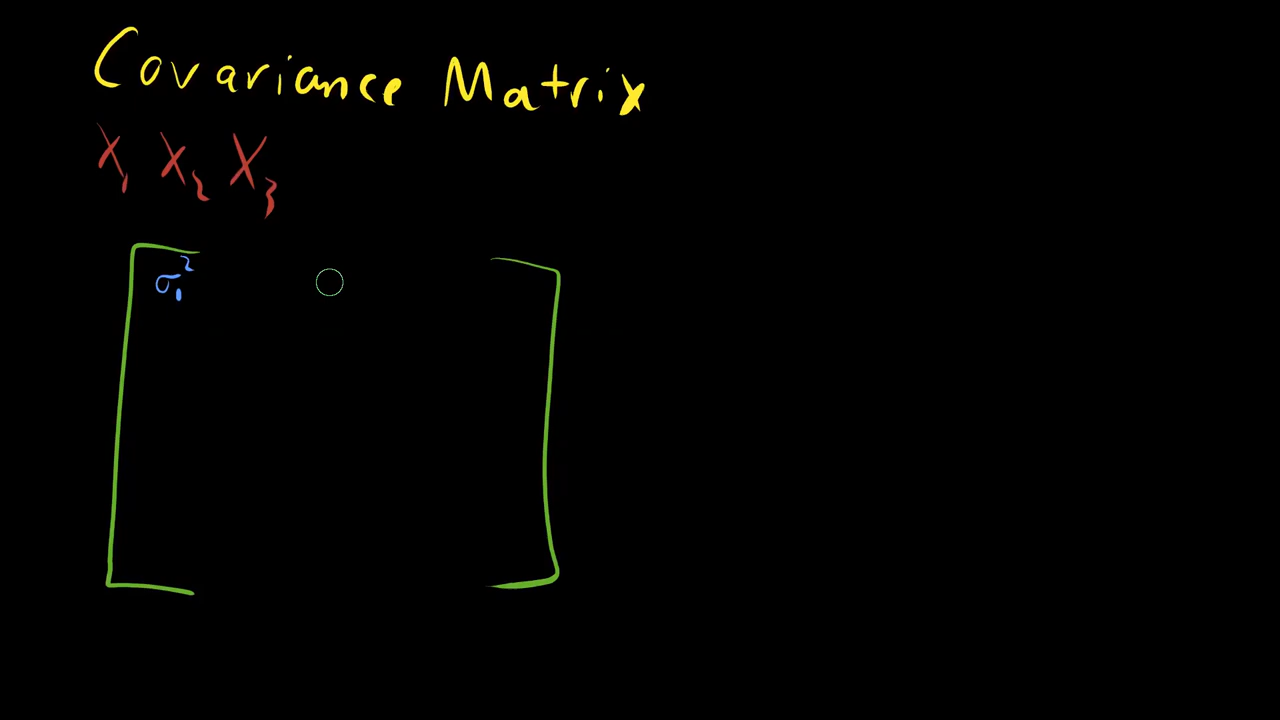 Covariance Matrix
X₁ X₂ X₃
σ₁²